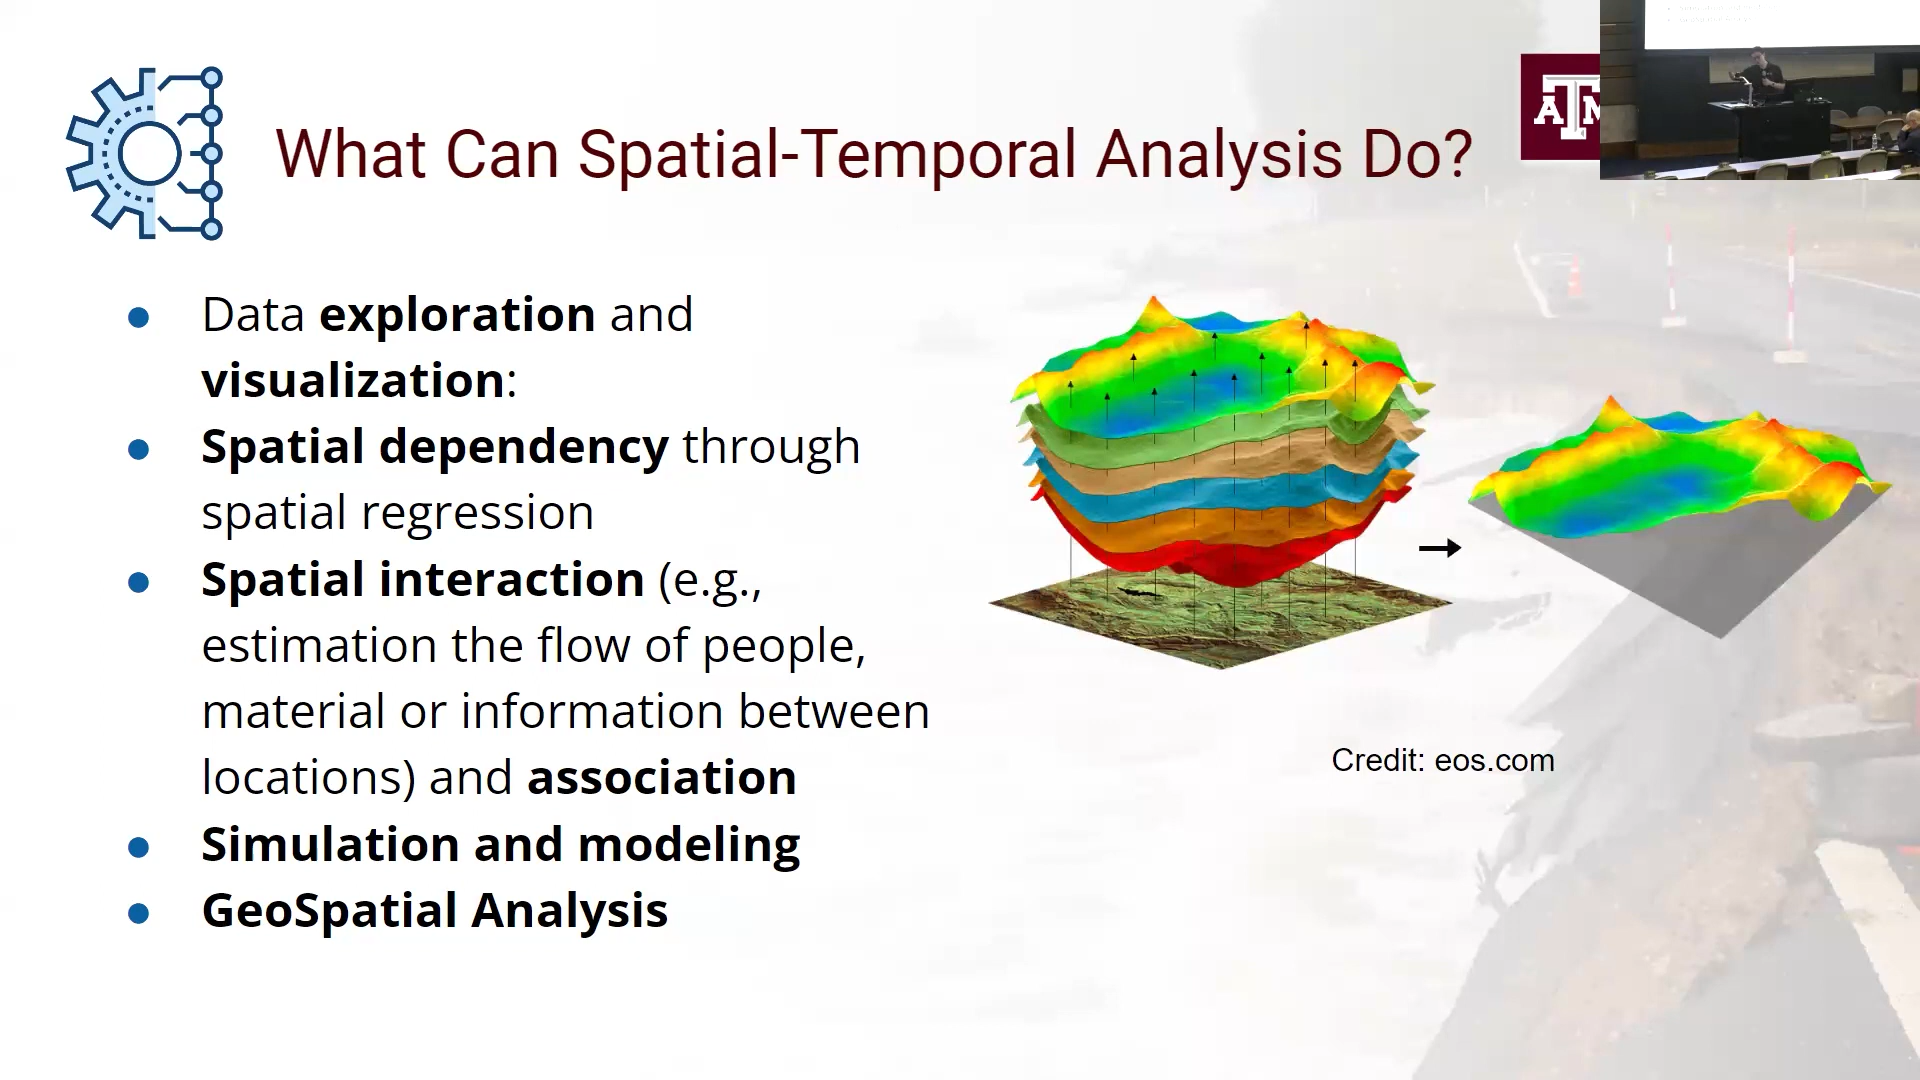 What Can Spatial-Temporal Analysis Do?
ATM
● Data exploration and
visualization:
● Spatial dependency through
spatial regression
● Spatial interaction (e.g.,
estimation the flow of people,
material or information between
locations) and association
● Simulation and modeling
● GeoSpatial Analysis
Credit: eos.com